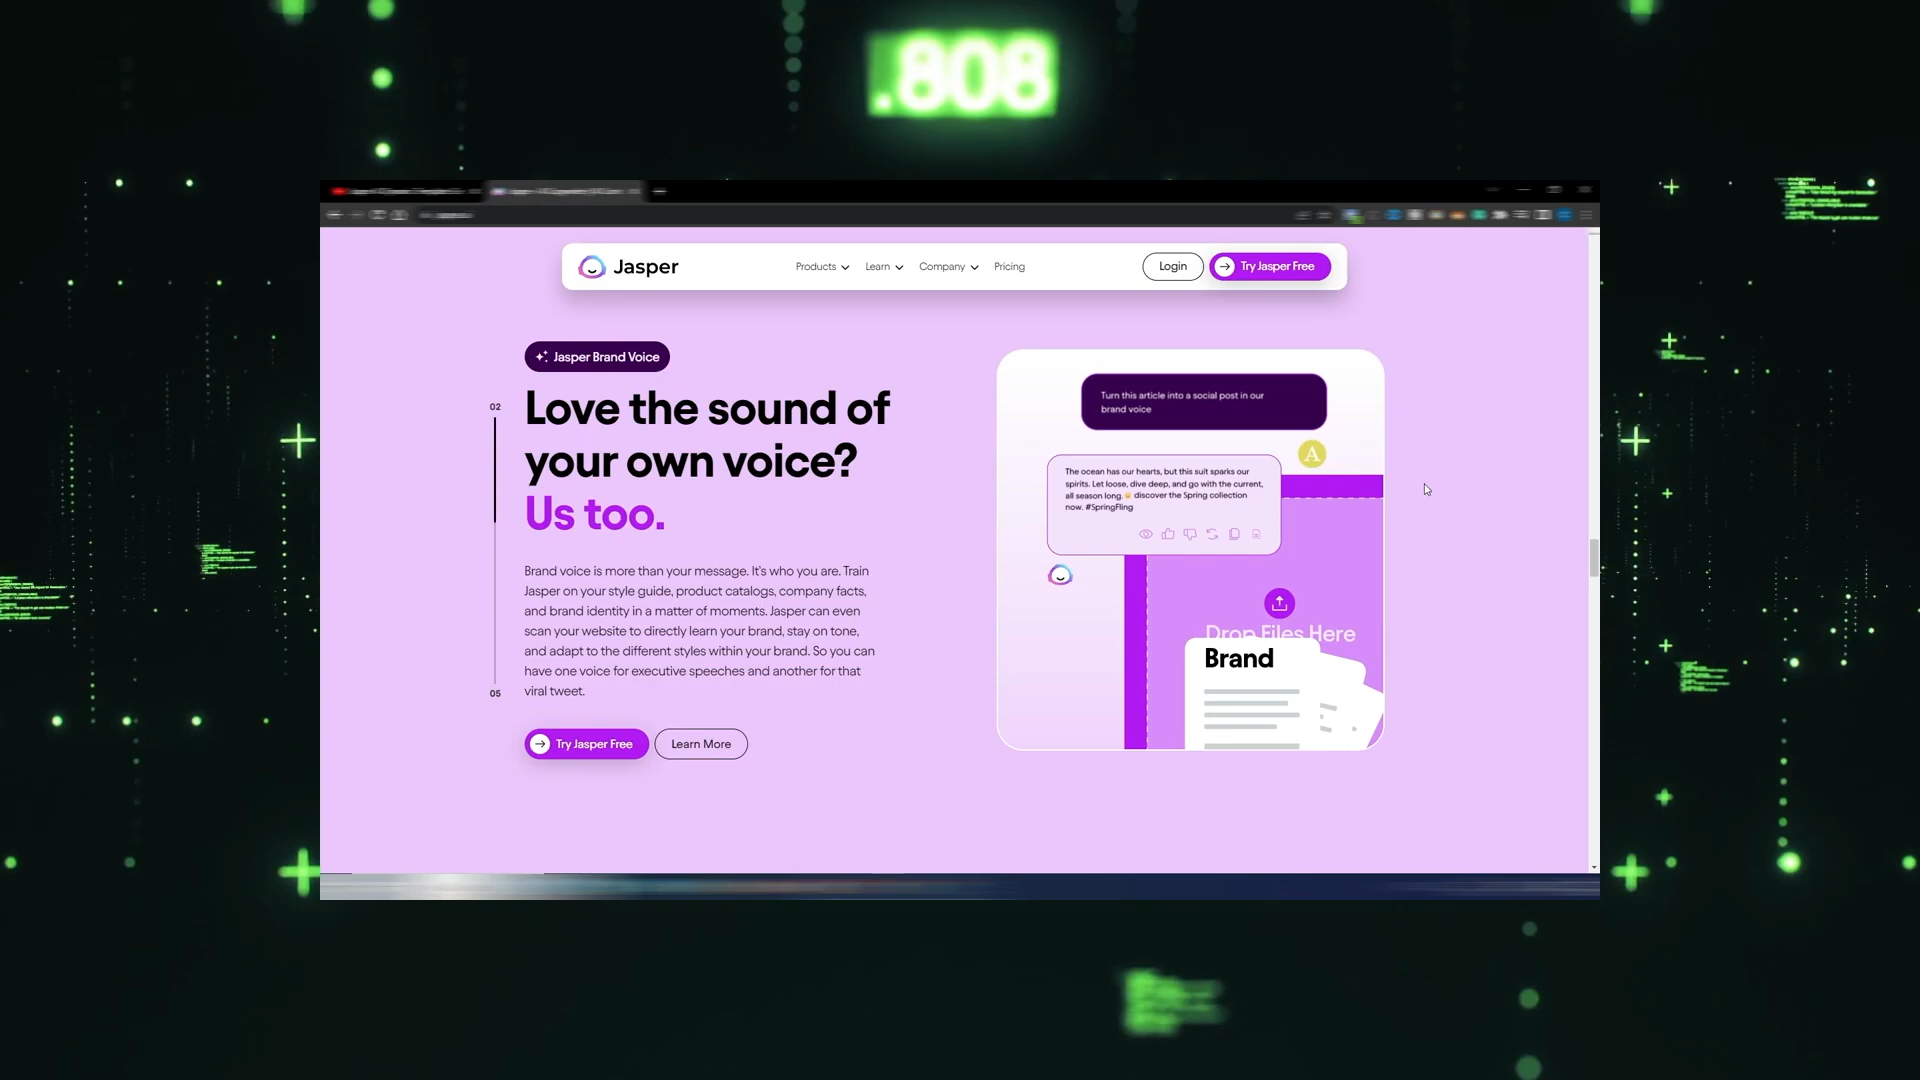 .808
Jasper
Products
Learn
Company
Pricing
Login
Try Jasper Free
Jasper Brand Voice
02
Love the sound of
your own voice?
Us too.
Brand voice is more than your message. It's who you are. Train
Jasper on your style guide, product catalogs, company facts,
and brand identity in a matter of moments. Jasper can even
scan your website to directly learn your brand, stay on tone,
and adapt to the different styles within your brand. So you can
have one voice for executive speeches and another for that
viral tweet.
05
Try Jasper Free
Learn More
Turn this article into a social post in our
brand voice
A
The ocean has our hearts, but this suit sparks our
spirits. Let loose, dive deep, and go with the current,
all season long. discover the Spring collection
now. #SpringFling
Drop Files Here
Brand